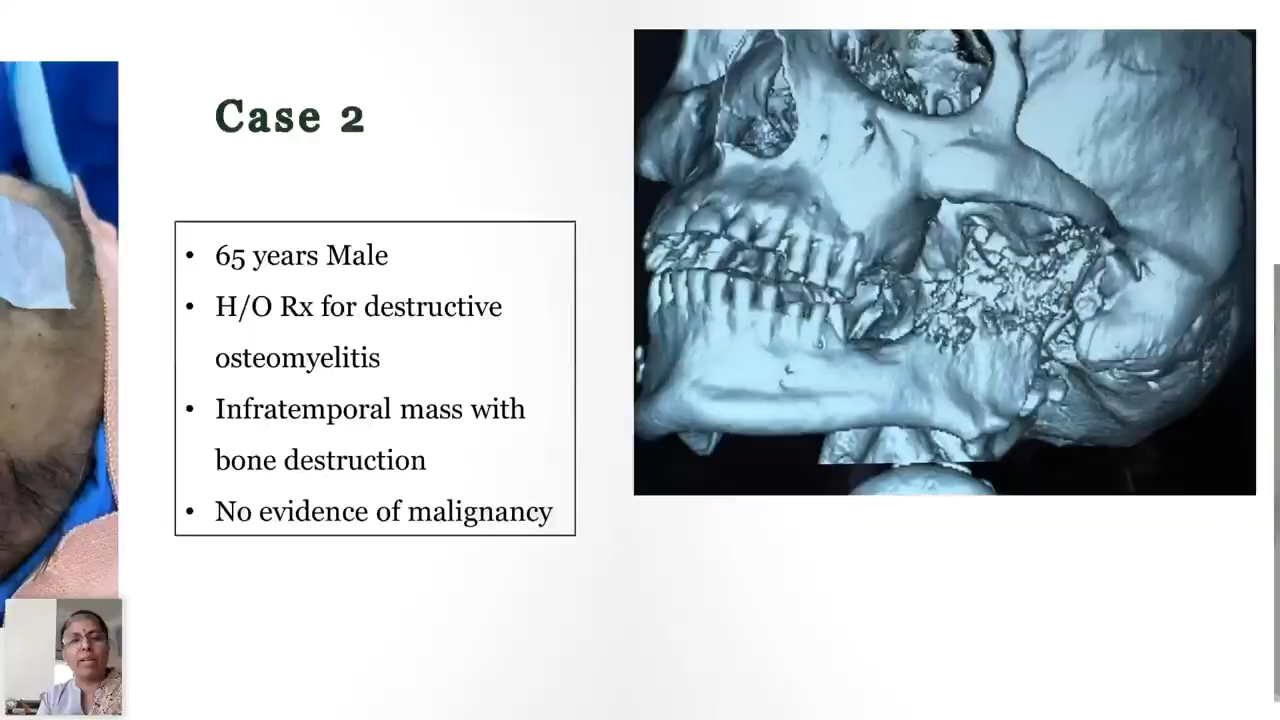 Case 2
• 65 years Male
• H/O Rx for destructive
osteomyelitis
• Infratemporal mass with
bone destruction
• No evidence of malignancy